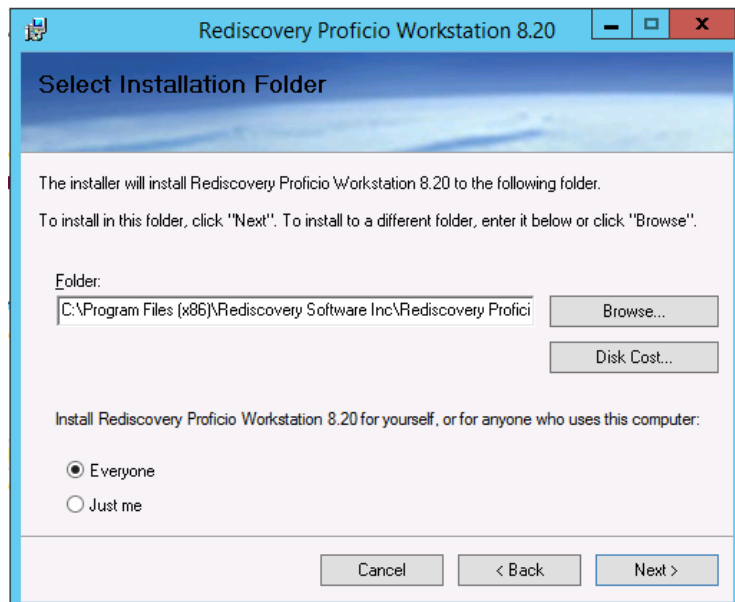 Rediscovery Proficio Workstation 8.20
Select Installation Folder
The installer will install Rediscovery Proficio Workstation 8.20 to the following folder.
To install in this folder, click "Next". To install to a different folder, enter it below or click "Browse".
Folder:
C:\Program Files (x86)\Rediscovery Software Inc\Rediscovery Profici
Browse...
Disk Cost...
Install Rediscovery Proficio Workstation 8.20 for yourself, or for anyone who uses this computer:
Everyone
Just me
Cancel
< Back
Next >